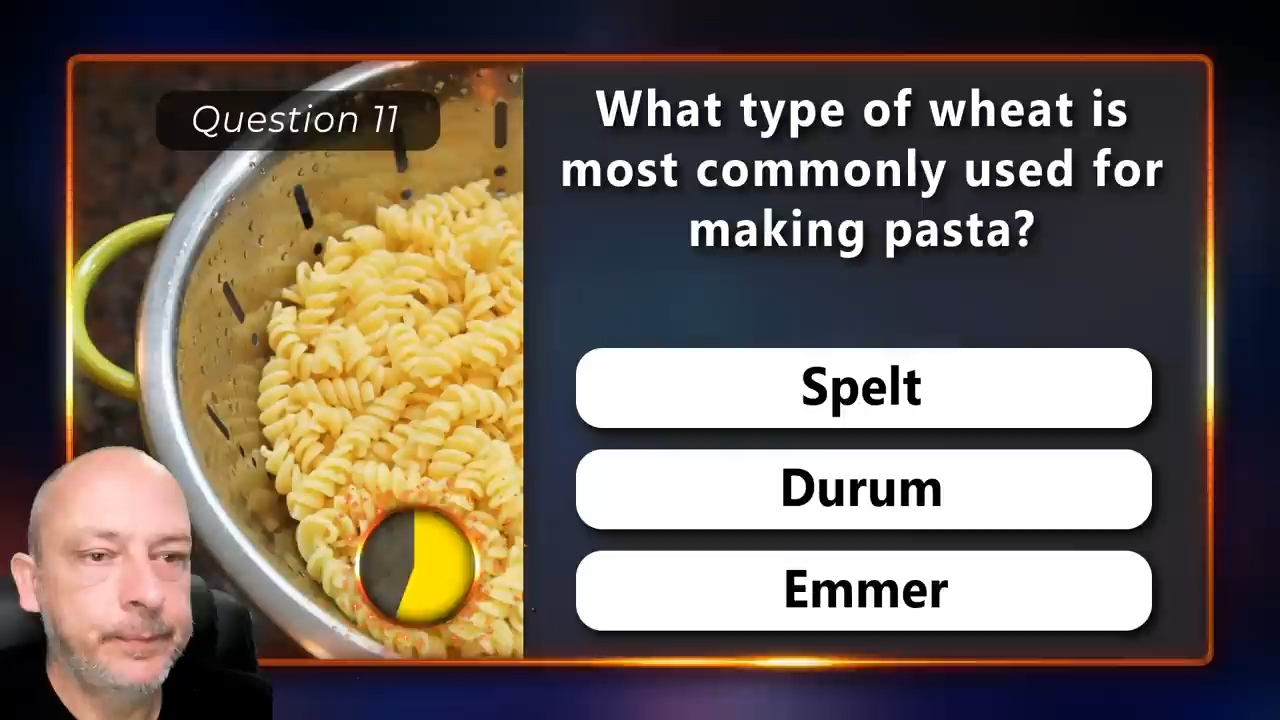 Question 11
What type of wheat is
most commonly used for
making pasta?
Spelt
Durum
Emmer